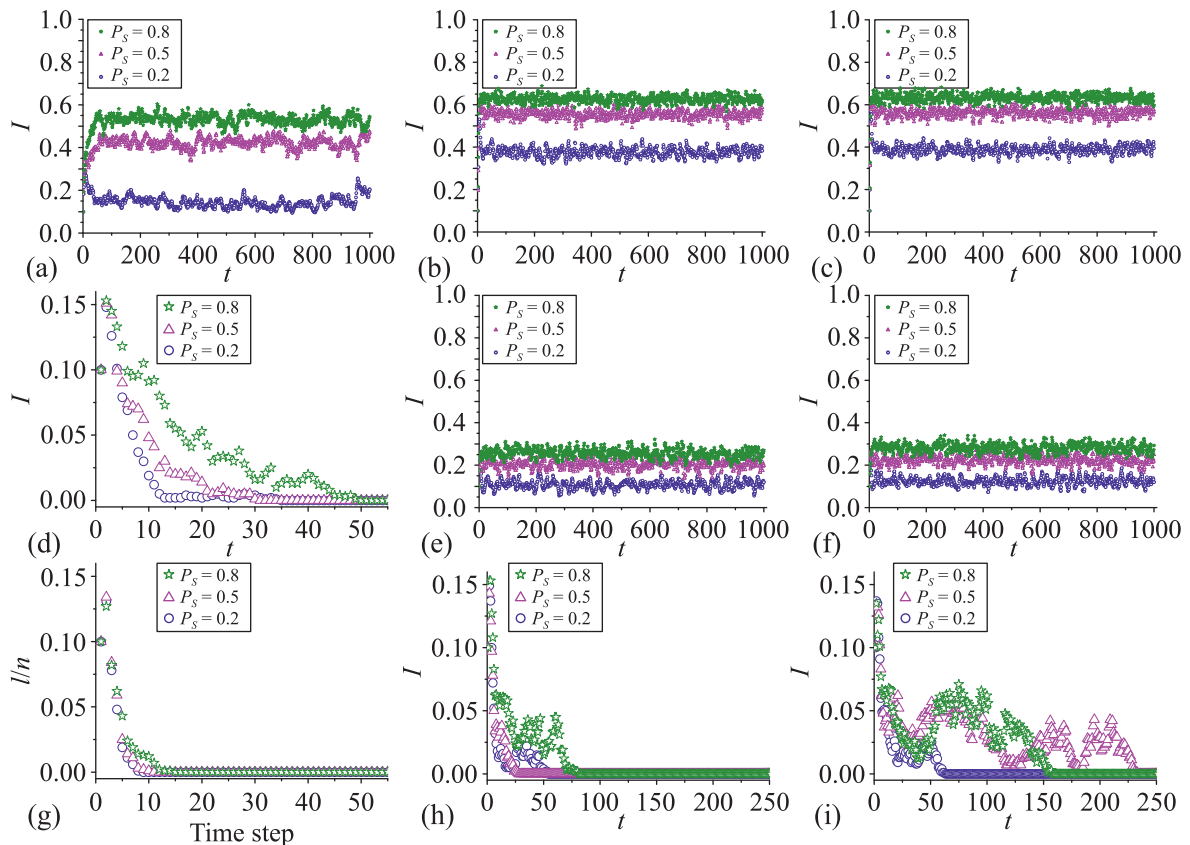 1.0
0.8
0.6
0.4
0.2
0.0
I
P_S = 0.8
P_S = 0.5
P_S = 0.2
0 200 400 600 800 1000
(a)
t
1.0
0.8
0.6
0.4
0.2
0.0
I
P_S = 0.8
P_S = 0.5
P_S = 0.2
0 200 400 600 800 1000
(b)
t
1.0
0.8
0.6
0.4
0.2
0.0
I
P_S = 0.8
P_S = 0.5
P_S = 0.2
0 200 400 600 800 1000
(c)
t
0.15
0.10
0.05
0.00
I
P_S = 0.8
P_S = 0.5
P_S = 0.2
0 10 20 30 40 50
(d)
t
1.0
0.8
0.6
0.4
0.2
0.0
I
P_S = 0.8
P_S = 0.5
P_S = 0.2
0 200 400 600 800 1000
(e)
t
1.0
0.8
0.6
0.4
0.2
0.0
I
P_S = 0.8
P_S = 0.5
P_S = 0.2
0 200 400 600 800 1000
(f)
t
0.15
0.10
0.05
0.00
l/n
P_S = 0.8
P_S = 0.5
P_S = 0.2
0 10 20 30 40 50
(g)
Time step
0.15
0.10
0.05
0.00
I
P_S = 0.8
P_S = 0.5
P_S = 0.2
0 50 100 150 200 250
(h)
t
0.15
0.10
0.05
0.00
I
P_S = 0.8
P_S = 0.5
P_S = 0.2
0 50 100 150 200 250
(i)
t